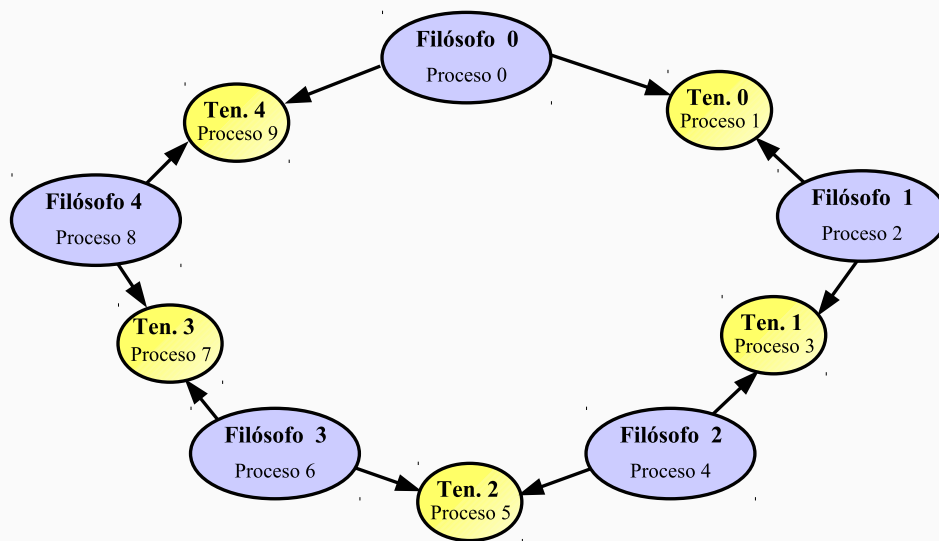 Filósofo 0
Proceso 0
Ten. 4
Proceso 9
Ten. 0
Proceso 1
Filósofo 4
Proceso 8
Filósofo 1
Proceso 2
Ten. 3
Proceso 7
Ten. 1
Proceso 3
Filósofo 3
Proceso 6
Filósofo 2
Proceso 4
Ten. 2
Proceso 5